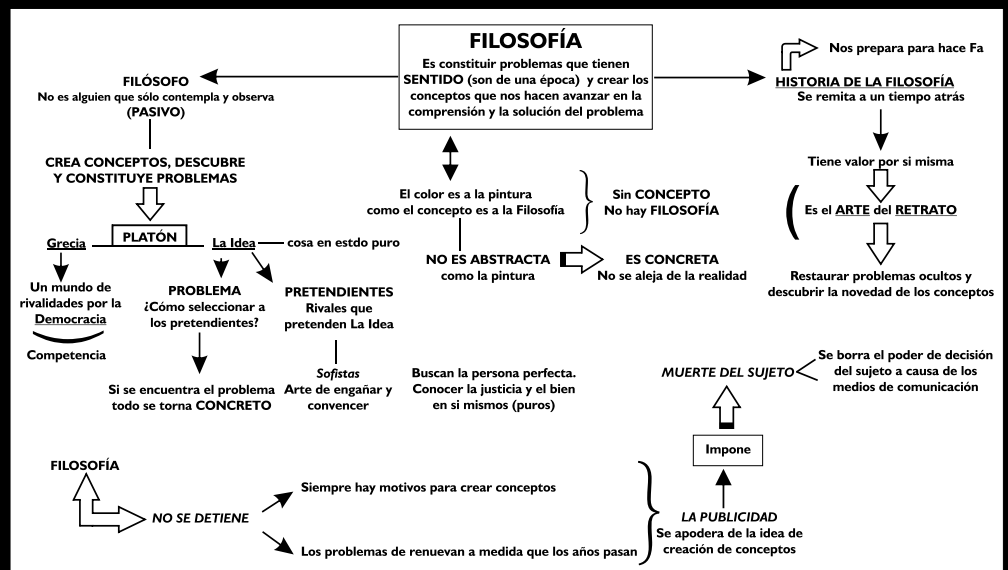 FILOSOFÍA
Es constituir problemas que tienen
SENTIDO (son de una época) y crear los
conceptos que nos hacen avanzar en la
comprensión y la solución del problema
FILÓSOFO
No es alguien que sólo contempla y observa
(PASIVO)
CREA CONCEPTOS, DESCUBRE
Y CONSTITUYE PROBLEMAS
PLATÓN
Grecia
La Idea
cosa en estdo puro
Un mundo de
rivalidades por la
Democracia
Competencia
PROBLEMA
¿Cómo seleccionar a
los pretendientes?
Si se encuentra el problema
todo se torna CONCRETO
PRETENDIENTES
Rivales que
pretenden La Idea
Sofistas
Arte de engañar y
convencer
El color es a la pintura
como el concepto es a la Filosofía
Sin CONCEPTO
No hay FILOSOFÍA
NO ES ABSTRACTA
como la pintura
ES CONCRETA
No se aleja de la realidad
Buscan la persona perfecta.
Conocer la justicia y el bien
en si mismos (puros)
Nos prepara para hace Fa
HISTORIA DE LA FILOSOFÍA
Se remita a un tiempo atrás
Tiene valor por si misma
Es el ARTE del RETRATO
Restaurar problemas ocultos y
descubrir la novedad de los conceptos
MUERTE DEL SUJETO
Se borra el poder de decisión
del sujeto a causa de los
medios de comunicación
Impone
LA PUBLICIDAD
Se apodera de la idea de
creación de conceptos
FILOSOFÍA
NO SE DETIENE
Siempre hay motivos para crear conceptos
Los problemas de renuevan a medida que los años pasan